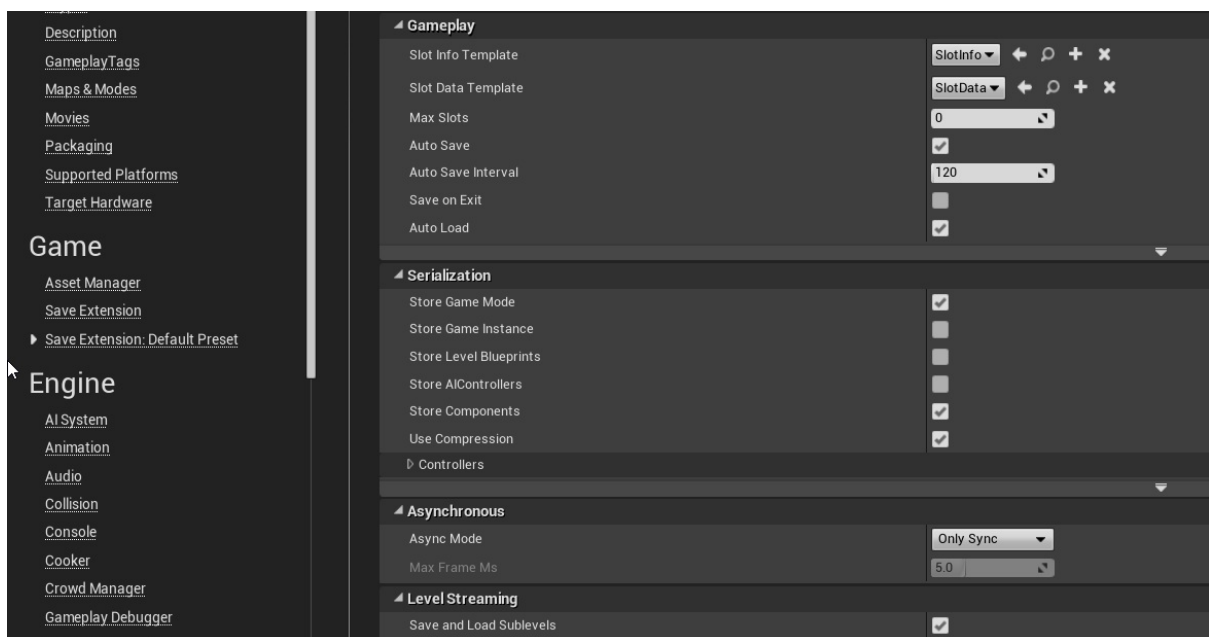 Description
GameplayTags
Maps & Modes
Movies
Packaging
Supported Platforms
Target Hardware
Game
Asset Manager
Save Extension
Save Extension: Default Preset
Engine
AI System
Animation
Audio
Collision
Console
Cooker
Crowd Manager
Gameplay Debugger
Gameplay
Slot Info Template SlotInfo
Slot Data Template SlotData
Max Slots 0
Auto Save
Auto Save Interval 120
Save on Exit
Auto Load
Serialization
Store Game Mode
Store Game Instance
Store Level Blueprints
Store AIControllers
Store Components
Use Compression
Controllers
Asynchronous
Async Mode Only Sync
Max Frame Ms 5.0
Level Streaming
Save and Load Sublevels